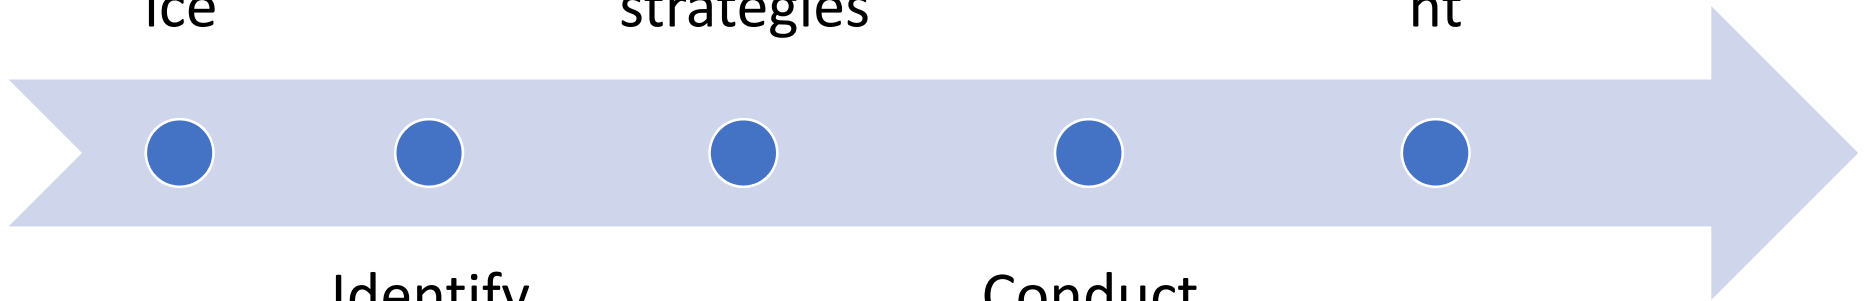 ice
strategies
nt
Identify
Conduct